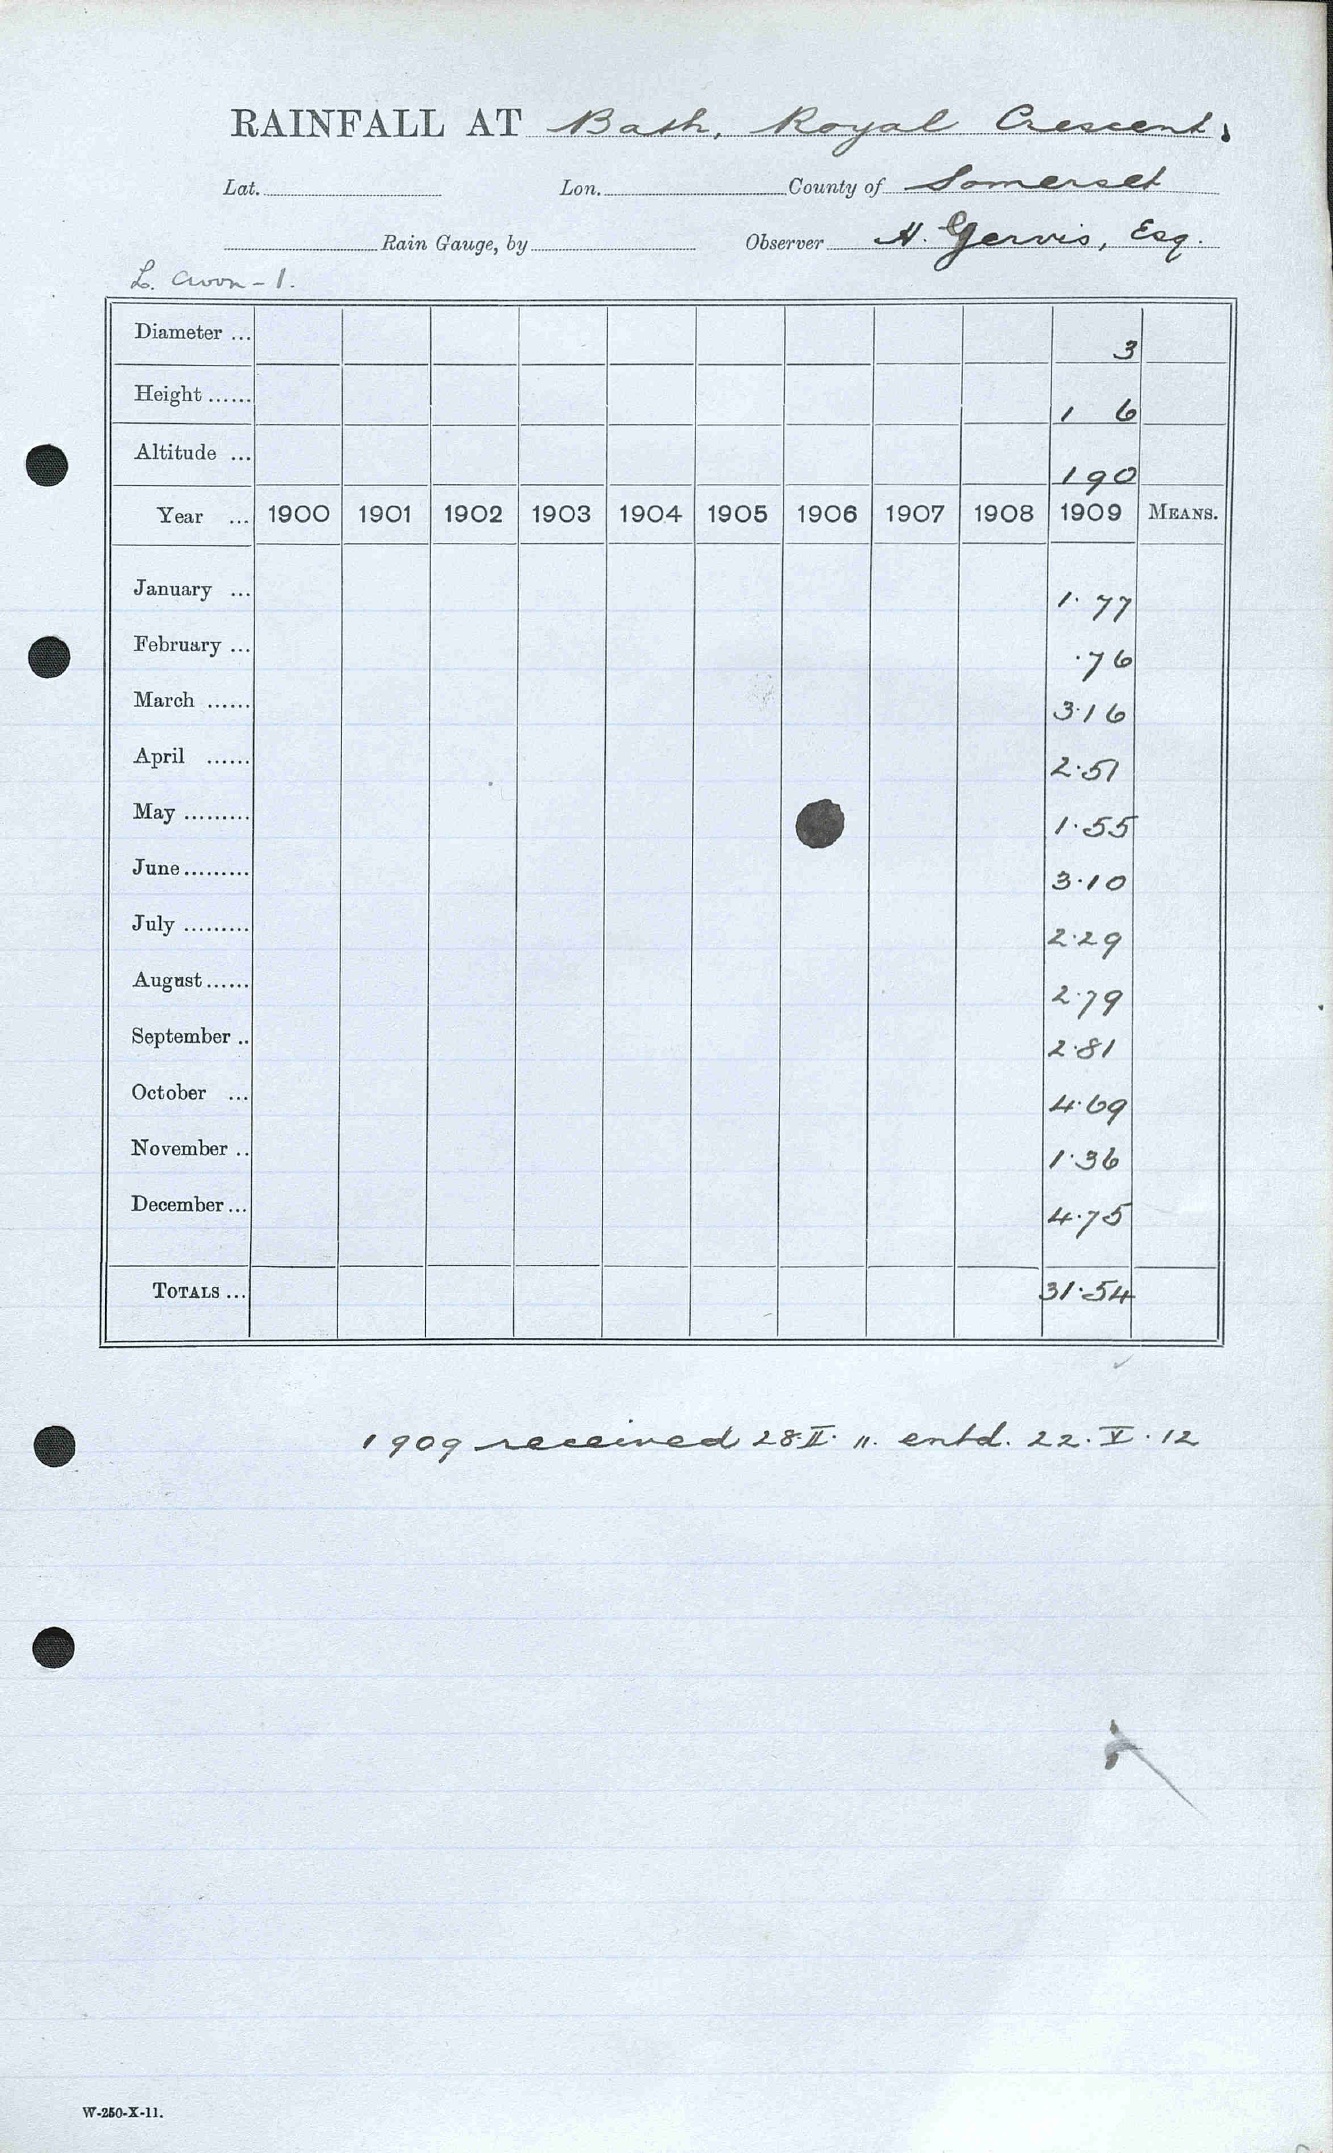 RAINFALL AT Bath, Royal Crescent,
Lat. Lon. County of Somerset
Rain Gauge, by Observer H. Gervis, Esq.
L. Avon - 1.
Diameter ... 3
Height ...... 1 6
Altitude ... 190
Year ... 1900 1901 1902 1903 1904 1905 1906 1907 1908 1909 MEANS.
January ... 1.77
February ... .76
March ...... 3.16
April ...... 2.51
May ......... 1.55
June ......... 3.10
July ......... 2.29
August ...... 2.79
September .. 2.81
October ... 4.69
November .. 1.36
December ... 4.75
TOTALS ... 31.54
1909 received 28.II. 11. entd. 22.V.12
W-250-X-11.